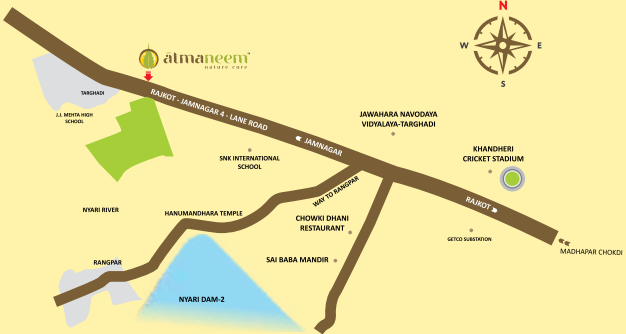 N
W
E
S
ātmaneem™
nature cure
TARGHADI
J.J. MEHTA HIGH
SCHOOL
RAJKOT - JAMNAGAR 4 - LANE ROAD
JAMNAGAR
JAWAHARA NAVODAYA
VIDYALAYA-TARGHADI
KHANDHERI
CRICKET STADIUM
SNK INTERNATIONAL
SCHOOL
WAY TO RANGPAR
RAJKOT
NYARI RIVER
HANUMANDHARA TEMPLE
CHOWKI DHANI
RESTAURANT
GETCO SUBSTATION
MADHAPAR CHOKDI
RANGPAR
SAI BABA MANDIR
NYARI DAM-2